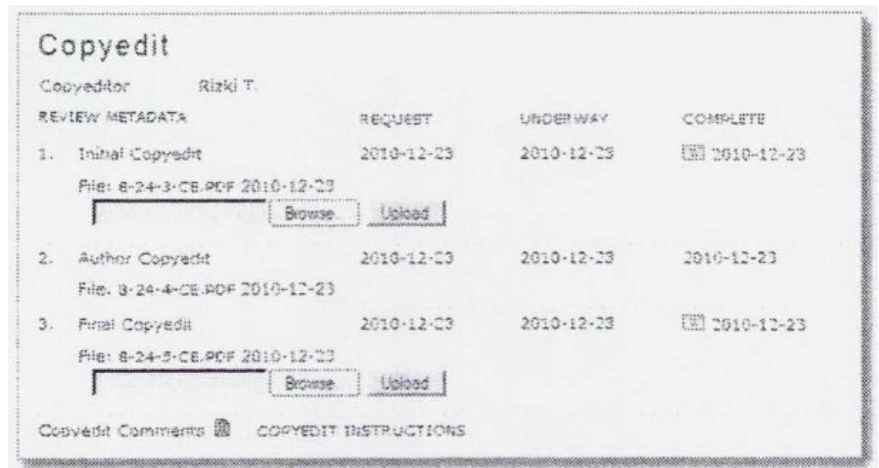 Copyedit
Copyeditor Rizki T.
REVIEW METADATA REQUEST UNDERWAY COMPLETE
1. Initial Copyedit 2010-12-23 2010-12-23 2010-12-23
File: 8-24-3-CE.PDF 2010-12-23
Browse. Upload
2. Author Copyedit 2010-12-23 2010-12-23 2010-12-23
File: 8-24-4-CE.PDF 2010-12-23
3. Final Copyedit 2010-12-23 2010-12-23 2010-12-23
File: 8-24-5-CE.PDF 2010-12-23
Browse. Upload
Copyedit Comments COPYEDIT INSTRUCTIONS